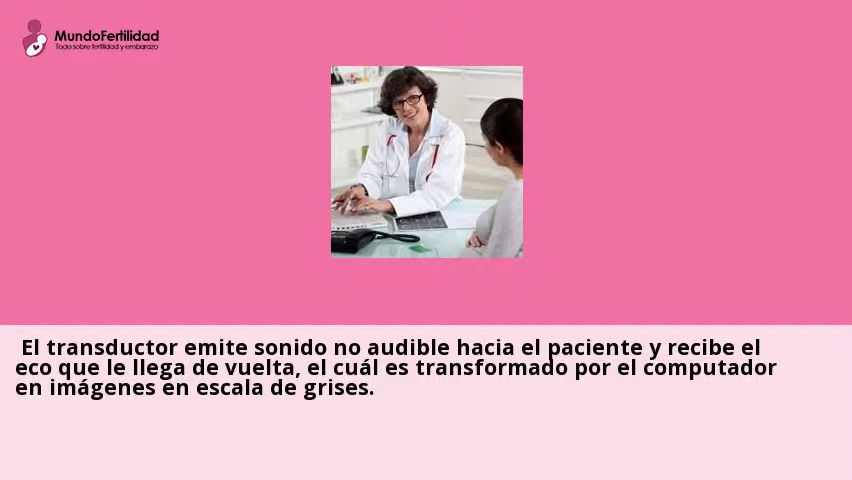 MundoFertilidad
Todo sobre fertilidad y embarazo
El transductor emite sonido no audible hacia el paciente y recibe el
eco que le llega de vuelta, el cuál es transformado por el computador
en imágenes en escala de grises.